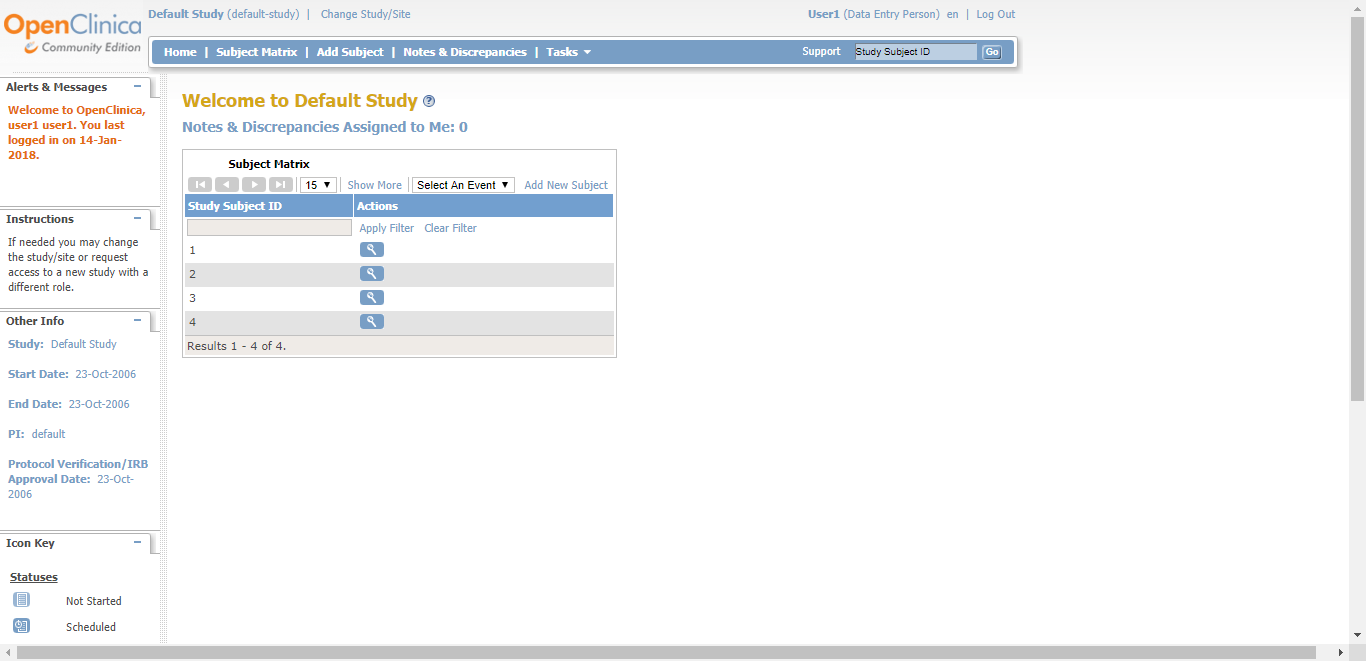 OpenClinica
Community Edition
Default Study (default-study) | Change Study/Site
User1 (Data Entry Person) en | Log Out
Home | Subject Matrix | Add Subject | Notes & Discrepancies | Tasks
Support Study Subject ID Go
Alerts & Messages
Welcome to OpenClinica,
user1 user1. You last
logged in on 14-Jan-
2018.
Instructions
If needed you may change
the study/site or request
access to a new study with a
different role.
Other Info
Study: Default Study
Start Date: 23-Oct-2006
End Date: 23-Oct-2006
PI: default
Protocol Verification/IRB
Approval Date: 23-Oct-
2006
Icon Key
Statuses
Not Started
Scheduled
Welcome to Default Study ?
Notes & Discrepancies Assigned to Me: 0
Subject Matrix
15 Show More Select An Event Add New Subject
Study Subject ID Actions
Apply Filter Clear Filter
1
2
3
4
Results 1 - 4 of 4.